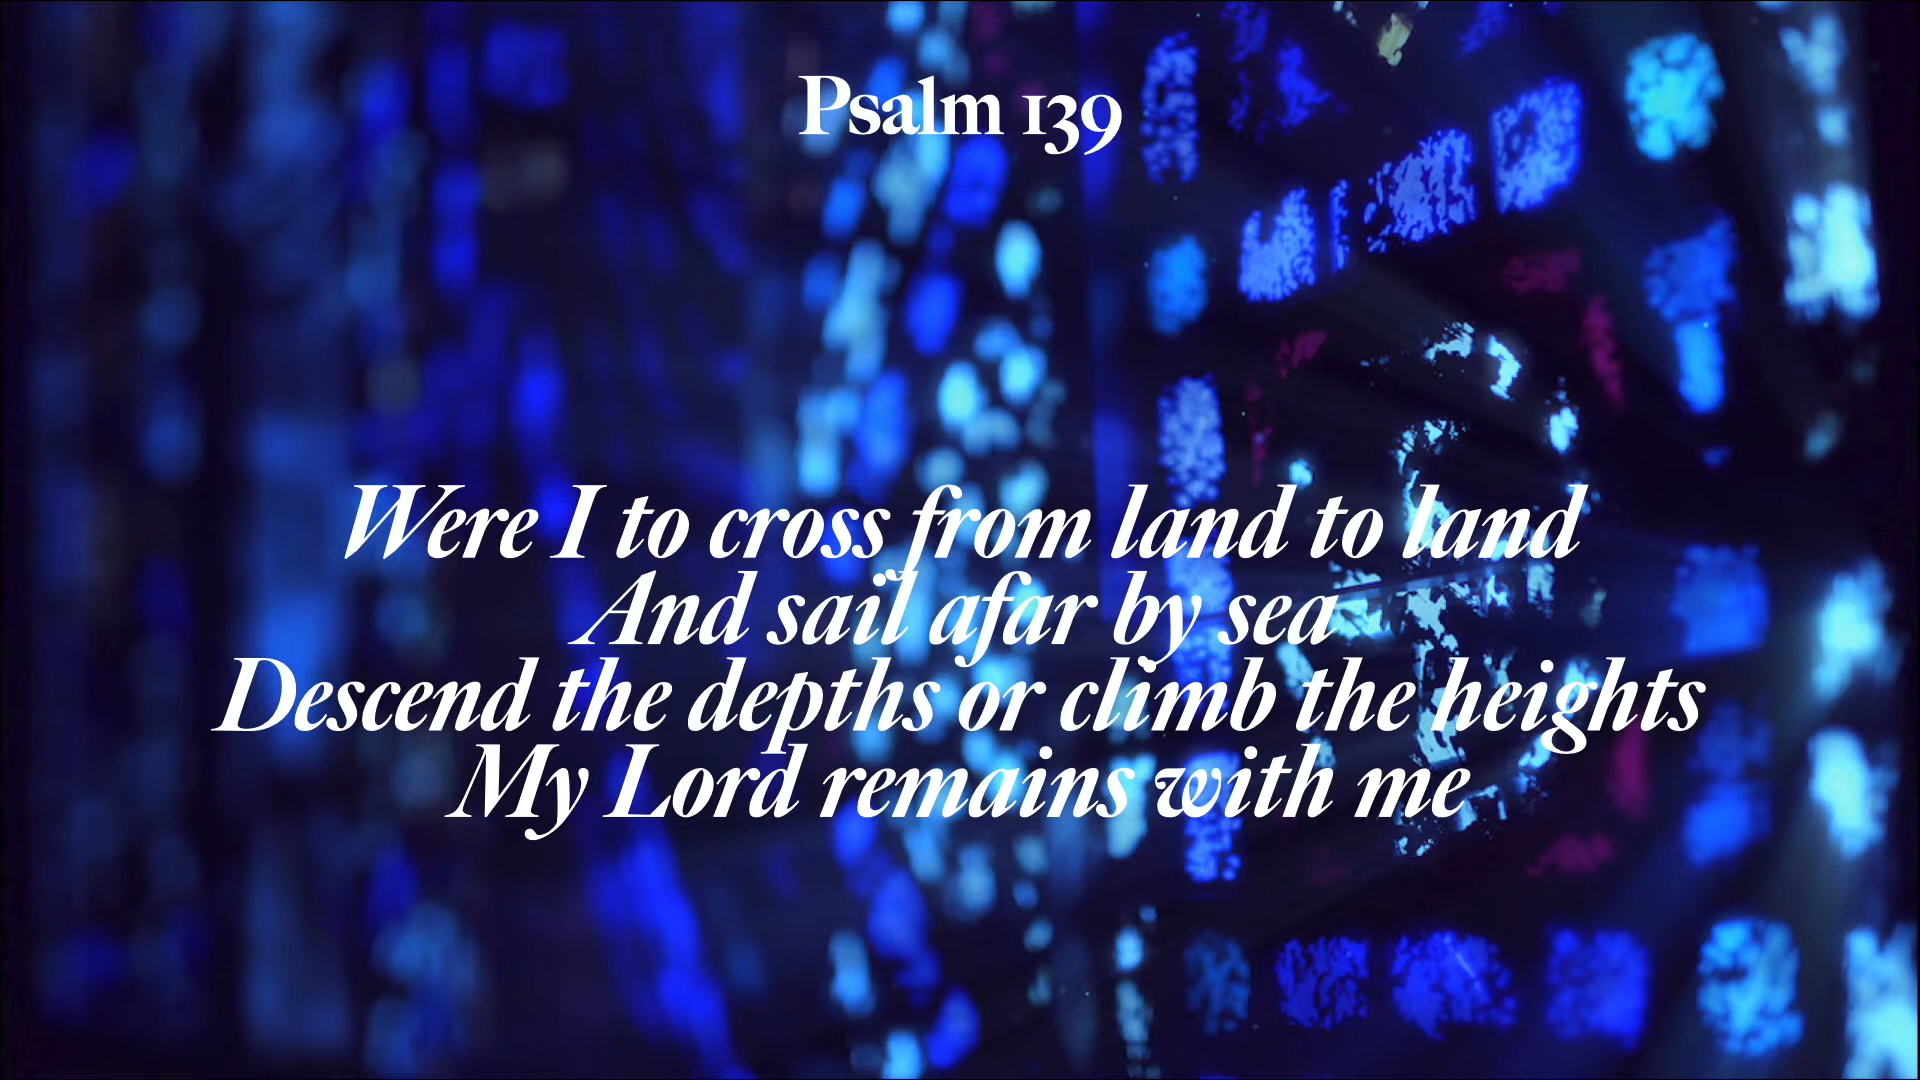 Psalm 139
Were I to cross from land to land
And sail afar by sea
Descend the depths or climb the heights
My Lord remains with me